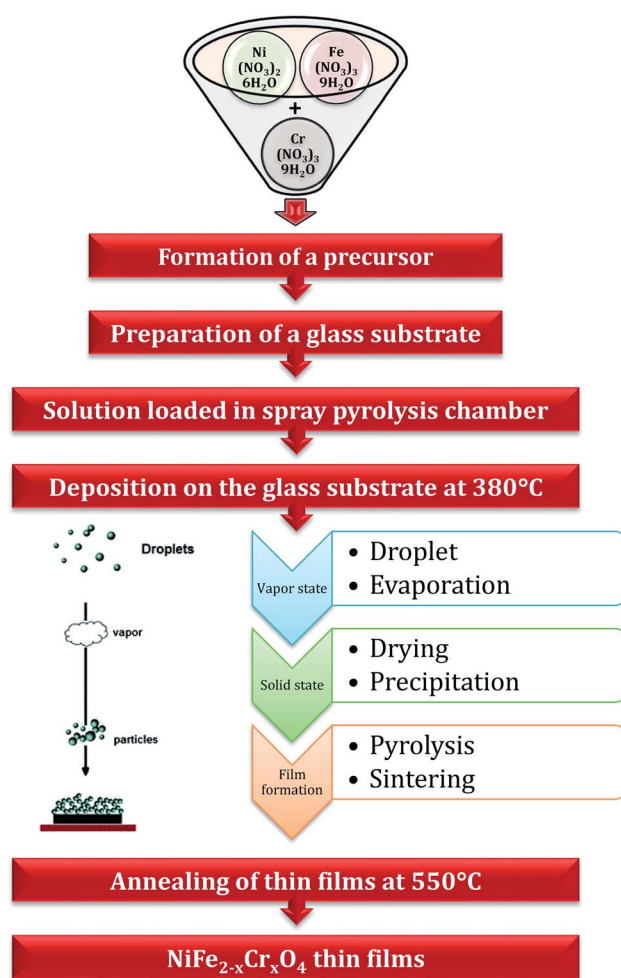 Ni
(NO₃)₂
6H₂O
Fe
(NO₃)₃
9H₂O
+
Cr
(NO₃)₃
9H₂O
Formation of a precursor
Preparation of a glass substrate
Solution loaded in spray pyrolysis chamber
Deposition on the glass substrate at 380°C
Droplets
vapor
particles
Vapor state
• Droplet
• Evaporation
Solid state
• Drying
• Precipitation
Film
formation
• Pyrolysis
• Sintering
Annealing of thin films at 550°C
NiFe₂₋ₓCrₓO₄ thin films